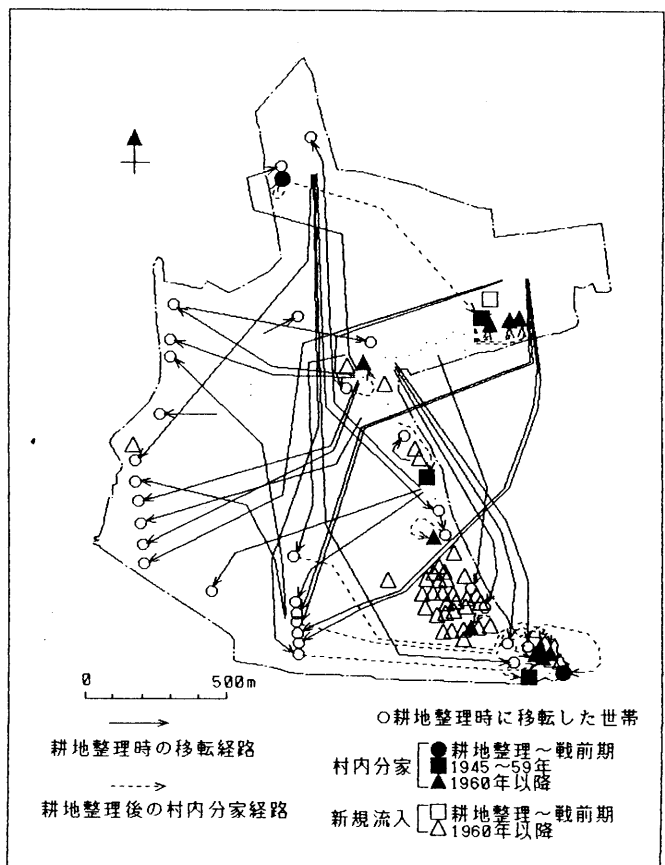 0 500m
耕地整理時の移転経路
耕地整理後の村内分家経路
○耕地整理時に移転した世帯
村内分家
●耕地整理～戦前期
■1945～59年
▲1960年以降
新規流入
□耕地整理～戦前期
△1960年以降